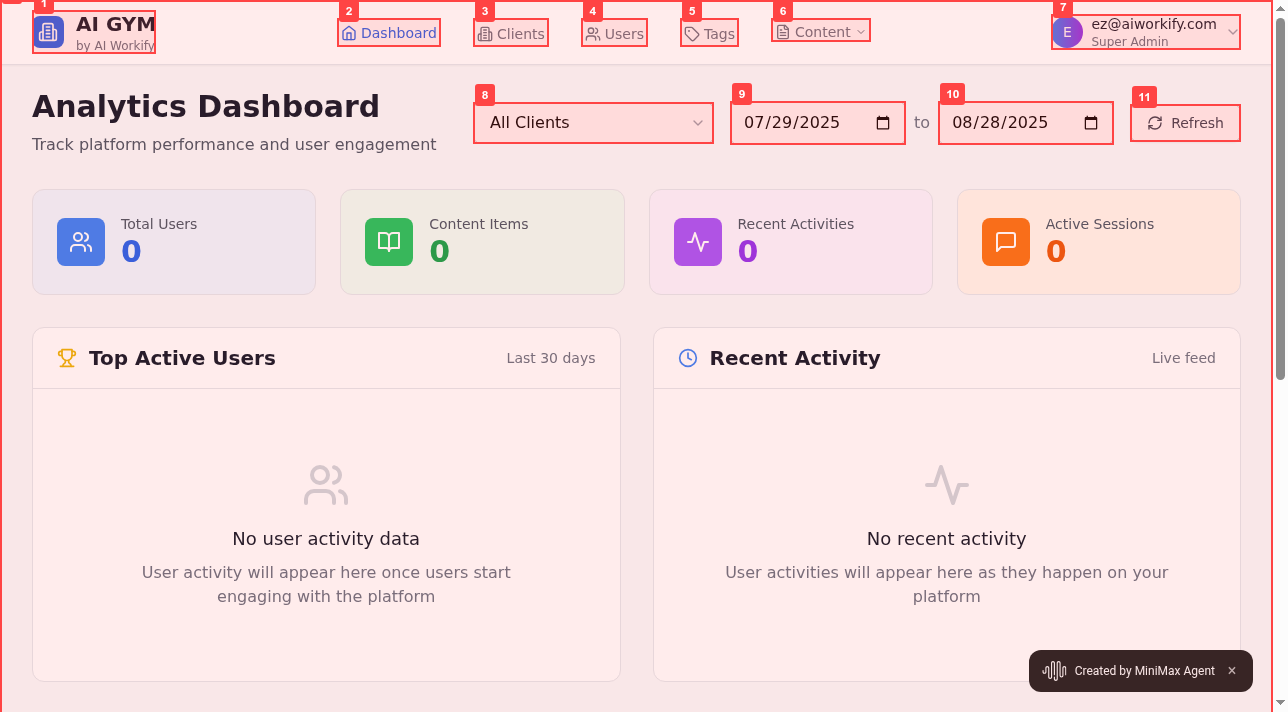 1
AI GYM
by AI Workify
2
Dashboard
3
Clients
4
Users
5
Tags
6
Content
7
E
ez@aiworkify.com
Super Admin
Analytics Dashboard
Track platform performance and user engagement
8
All Clients
9
07/29/2025
to
10
08/28/2025
11
Refresh
Total Users
0
Content Items
0
Recent Activities
0
Active Sessions
0
Top Active Users
Last 30 days
No user activity data
User activity will appear here once users start
engaging with the platform
Recent Activity
Live feed
No recent activity
User activities will appear here as they happen on your
platform
Created by MiniMax Agent
×